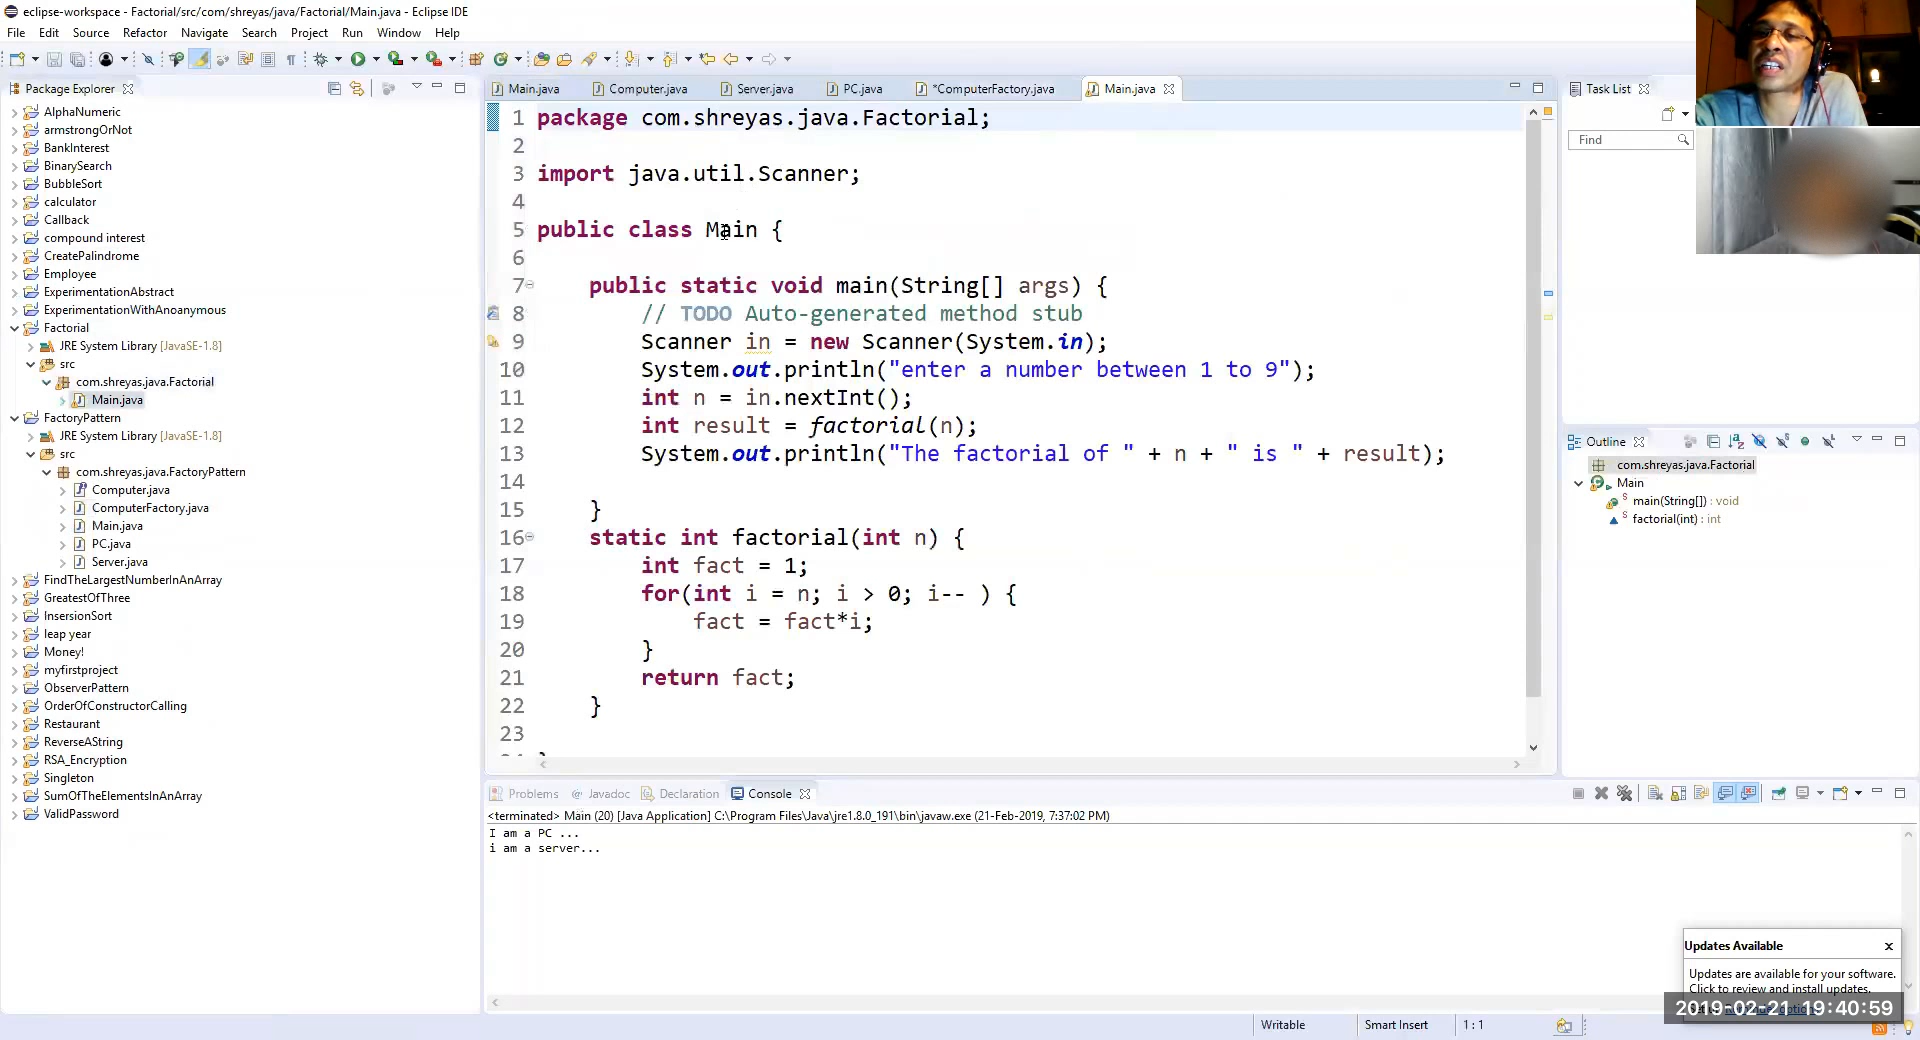 eclipse-workspace - Factorial/src/com/shreyas/java/Factorial/Main.java - Eclipse IDE
File Edit Source Refactor Navigate Search Project Run Window Help
Package Explorer
AlphaNumeric
armstrongOrNot
BankInterest
BinarySearch
BubbleSort
calculator
Callback
compound interest
CreatePalindrome
Employee
ExperimentationAbstract
ExperimentationWithAnoanymous
Factorial
JRE System Library [JavaSE-1.8]
src
com.shreyas.java.Factorial
Main.java
FactoryPattern
JRE System Library [JavaSE-1.8]
src
com.shreyas.java.FactoryPattern
Computer.java
ComputerFactory.java
Main.java
PC.java
Server.java
FindTheLargestNumberInAnArray
GreatestOfThree
InsersionSort
leap year
Money!
myfirstproject
ObserverPattern
OrderOfConstructorCalling
Restaurant
ReverseAString
RSA_Encryption
Singleton
SumOfTheElementsInAnArray
ValidPassword
Main.java Computer.java Server.java PC.java *ComputerFactory.java Main.java
1 package com.shreyas.java.Factorial;
2
3 import java.util.Scanner;
4
5 public class Main {
6
7 public static void main(String[] args) {
8 // TODO Auto-generated method stub
9 Scanner in = new Scanner(System.in);
10 System.out.println("enter a number between 1 to 9");
11 int n = in.nextInt();
12 int result = factorial(n);
13 System.out.println("The factorial of " + n + " is " + result);
14
15 }
16 static int factorial(int n) {
17 int fact = 1;
18 for(int i = n; i > 0; i-- ) {
19 fact = fact*i;
20 }
21 return fact;
22 }
23
Problems Javadoc Declaration Console
<terminated> Main (20) [Java Application] C:\Program Files\Java\jre1.8.0_191\bin\javaw.exe (21-Feb-2019, 7:37:02 PM)
I am a PC ...
i am a server...
Task List
Find
Outline
com.shreyas.java.Factorial
Main
main(String[]) : void
factorial(int) : int
Updates Available
Updates are available for your software.
Click to review and install updates.
2019-02-21 19:40:59
Writable Smart Insert 1 : 1